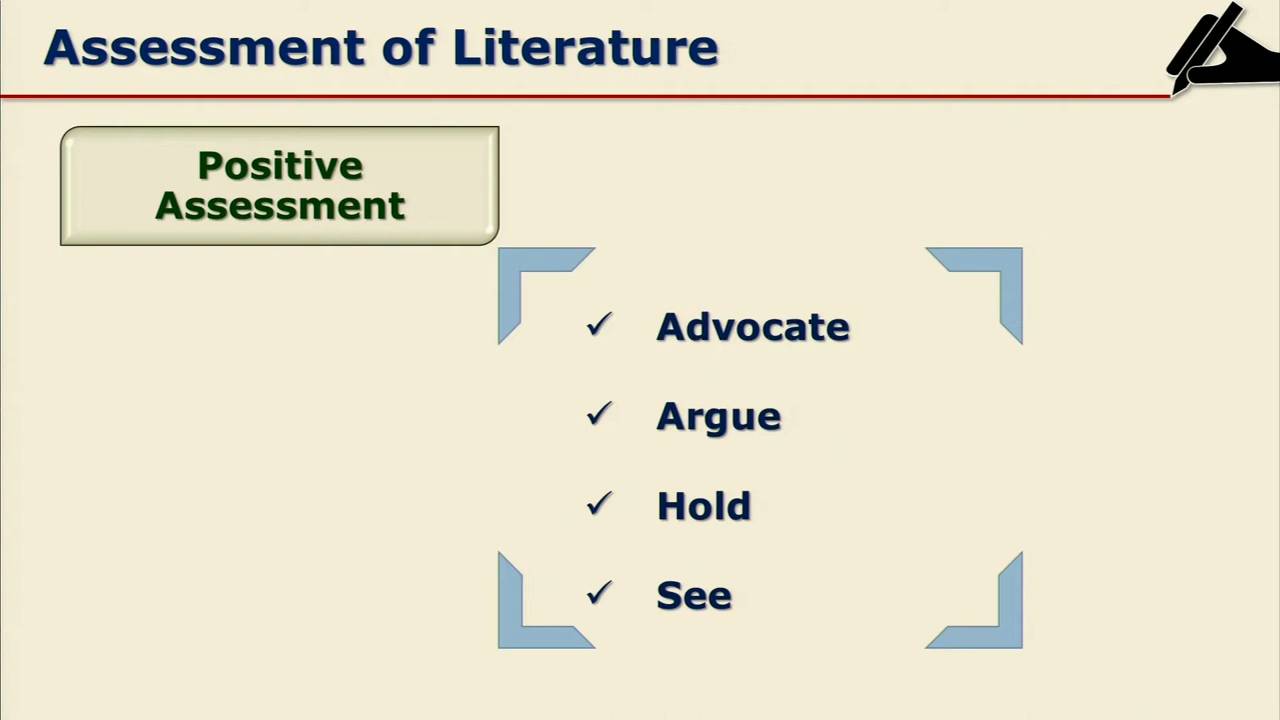 Assessment of Literature
Positive
Assessment
✓ Advocate
✓ Argue
✓ Hold
✓ See